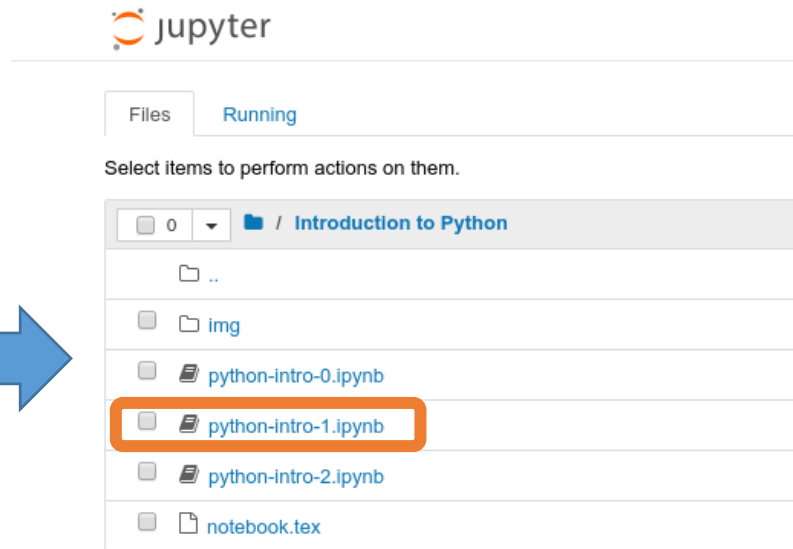 jupyter
Files Running
Select items to perform actions on them.
0 / Introduction to Python
..
img
python-intro-0.ipynb
python-intro-1.ipynb
python-intro-2.ipynb
notebook.tex